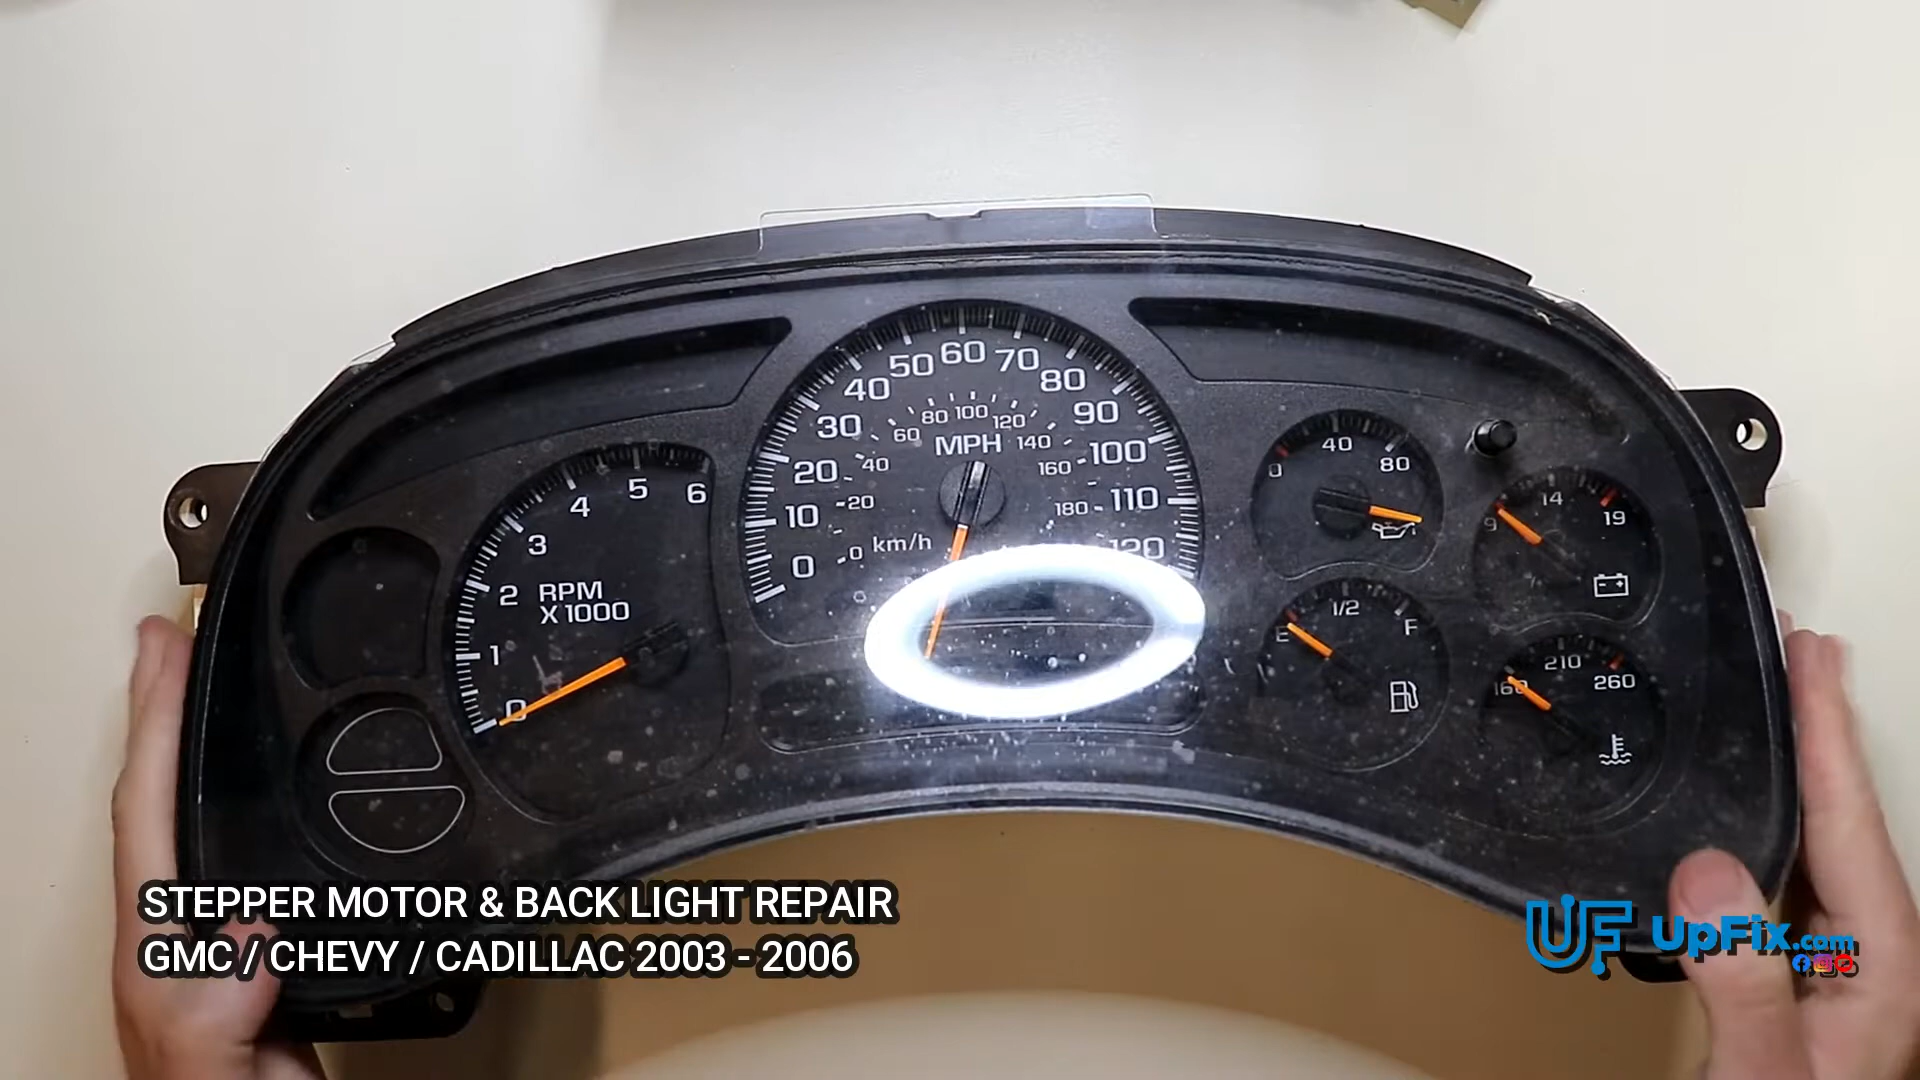 50 60 70
40 80
30 90
20 100
10 110
0 120
80 100 120
60 140
40 160
20 180
0 km/h
MPH
0 1 2 3 4 5 6
RPM
X 1000
0 40 80
9 14 19
E 1/2 F
160 210 260
STEPPER MOTOR & BACK LIGHT REPAIR
GMC / CHEVY / CADILLAC 2003 - 2006
UF UpFix.com